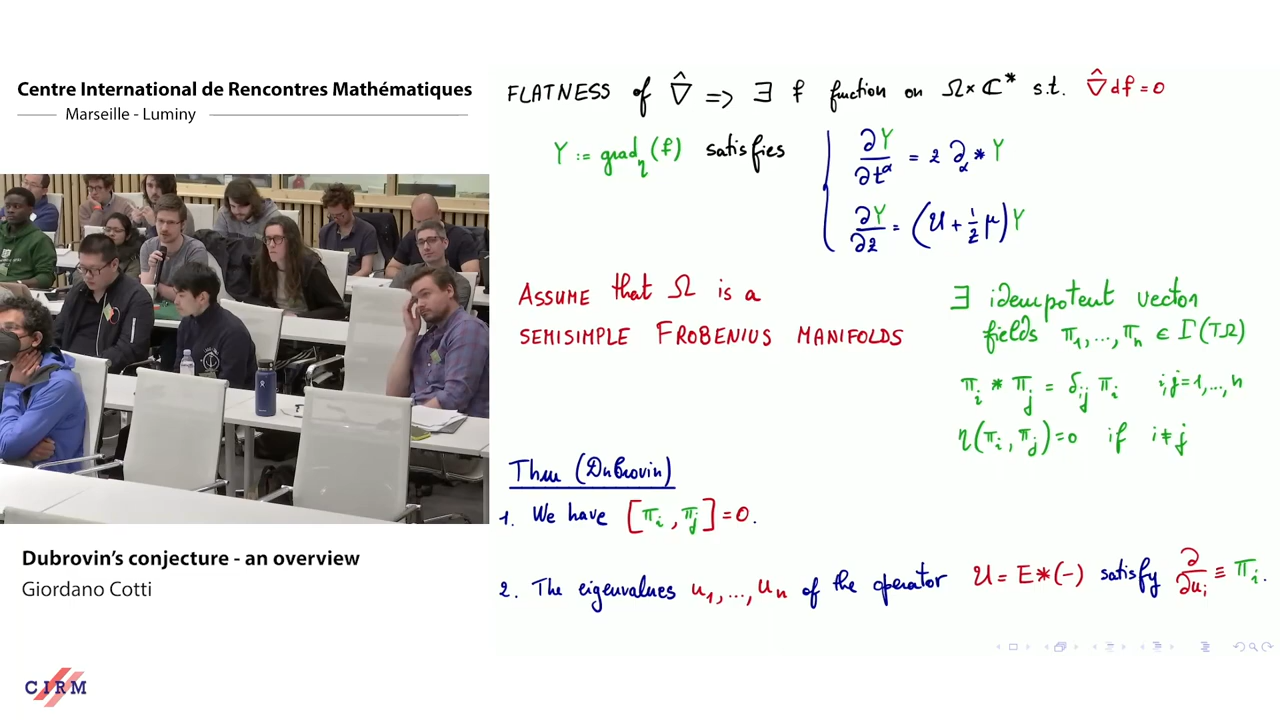 Centre International de Rencontres Mathématiques
Marseille - Luminy
FLATNESS of ∇̂ => ∃ f function on Ω×ℂ* s.t. ∇̂df=0
Y := grad_η(f) satisfies
∂Y/∂t^α = z ∂_α * Y
∂Y/∂z = (U + 1/z μ)Y
ASSUME that Ω is a
SEMISIMPLE FROBENIUS MANIFOLDS
∃ idempotent vector
fields π_1,...,π_n ∈ Γ(TΩ)
π_i * π_j = δ_ij π_i i,j=1,...,n
η(π_i, π_j)=0 if i≠j
Thm (Dubrovin)
1. We have [π_i, π_j]=0.
2. The eigenvalues u_1,...,u_n of the operator U=E*(-) satisfy ∂/∂u_i ≡ π_i.
Dubrovin's conjecture - an overview
Giordano Cotti
CIRM